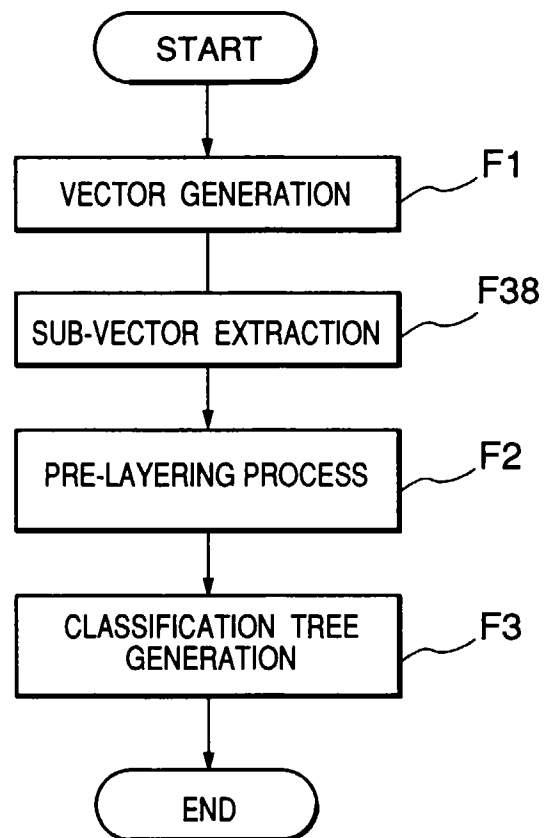 START
VECTOR GENERATION
F1
SUB-VECTOR EXTRACTION
F38
PRE-LAYERING PROCESS
F2
CLASSIFICATION TREE
GENERATION
F3
END